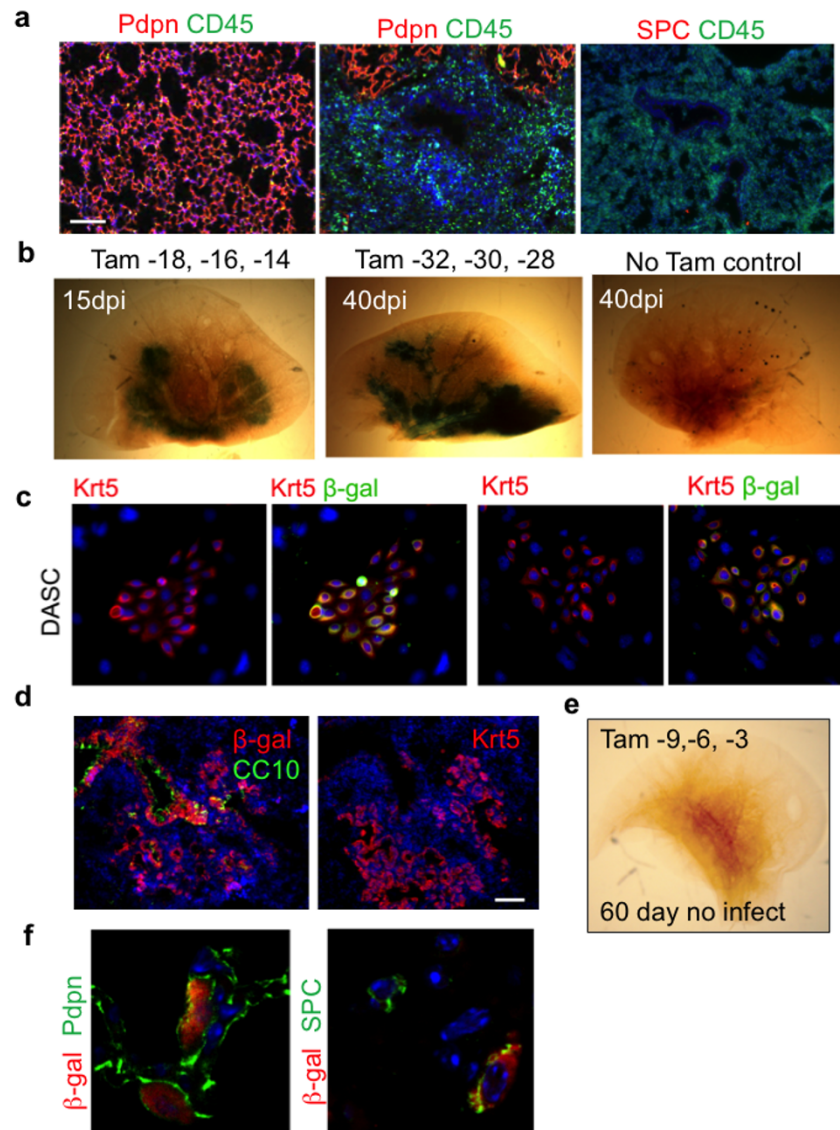 a
Pdpn CD45
Pdpn CD45
SPC CD45
b
Tam -18, -16, -14
Tam -32, -30, -28
No Tam control
15dpi
40dpi
40dpi
c
Krt5
Krt5 β-gal
Krt5
Krt5 β-gal
DASC
d
β-gal
CC10
Krt5
e
Tam -9,-6, -3
60 day no infect
f
β-gal Pdpn
β-gal SPC